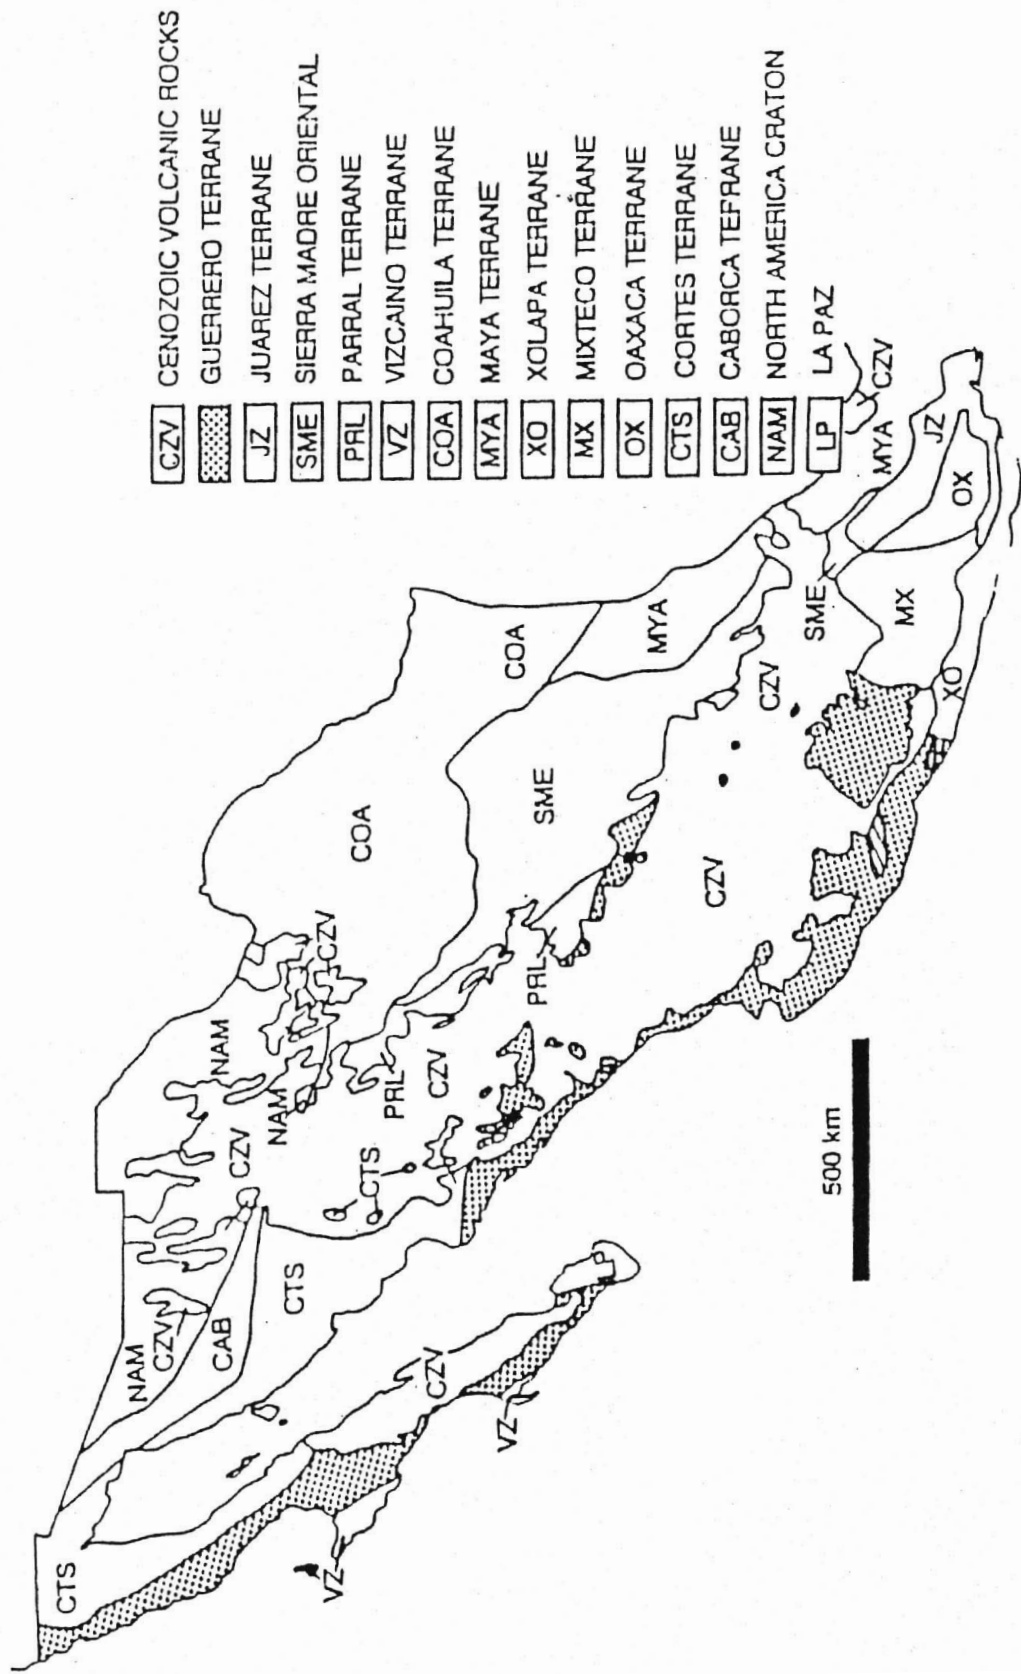 CZV CENOZOIC VOLCANIC ROCKS
GUERRERO TERRANE
JZ JUAREZ TERRANE
SME SIERRA MADRE ORIENTAL
PRL PARRAL TERRANE
VZ VIZCAINO TERRANE
COA COAHUILA TERRANE
MYA MAYA TERRANE
XO XOLAPA TERRANE
MX MIXTECO TERRANE
OX OAXACA TERRANE
CTS CORTES TERRANE
CAB CABORCA TEFRANE
NAM NORTH AMERICA CRATON
LP LA PAZ
CTS
NAM
CZV
CAB
CZV
NAM
NAM
CZV
CTS
CTS
PRL
CZV
COA
COA
VZ
CZV
VZ
LP
PRL
SME
MYA
CZV
CZV
SME
MYA
CZV
JZ
OX
MX
XO
500 km